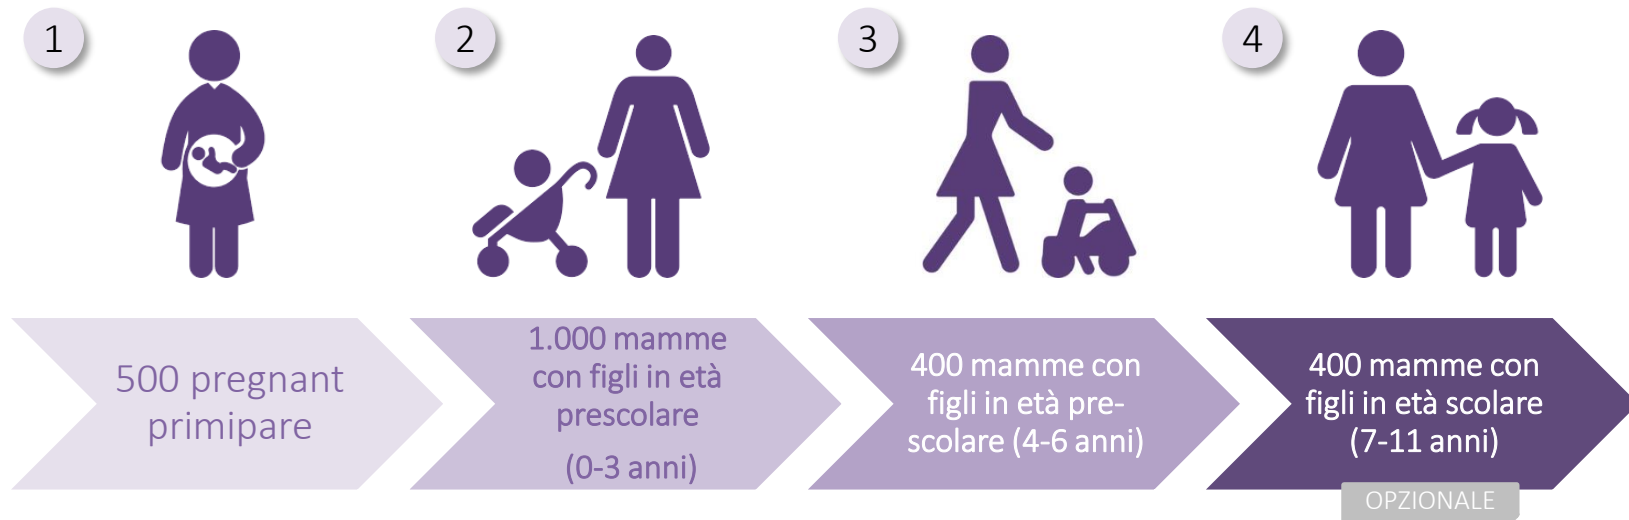 1
2
3
4
500 pregnant
primipare
1.000 mamme
con figli in età
prescolare
(0-3 anni)
400 mamme con
figli in età pre-
scolare (4-6 anni)
400 mamme con
figli in età scolare
(7-11 anni)
OPZIONALE